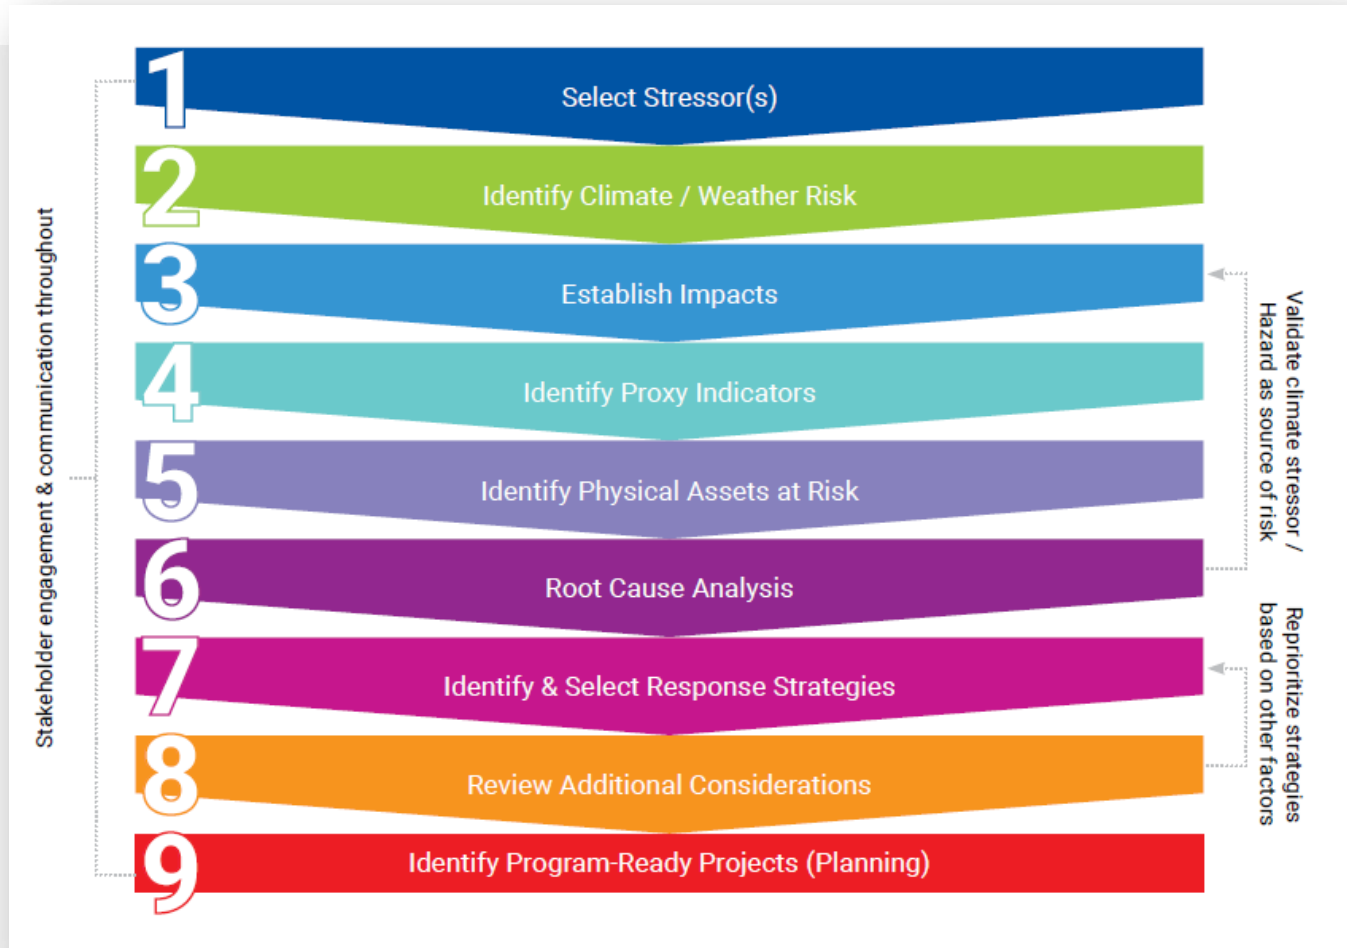 1
Select Stressor(s)
2
Identify Climate / Weather Risk
3
Establish Impacts
4
Identify Proxy Indicators
5
Identify Physical Assets at Risk
6
Root Cause Analysis
7
Identify & Select Response Strategies
8
Review Additional Considerations
9
Identify Program-Ready Projects (Planning)
Stakeholder engagement & communication throughout
Validate climate stressor /
Hazard as source of risk
Reprioritize strategies
based on other factors